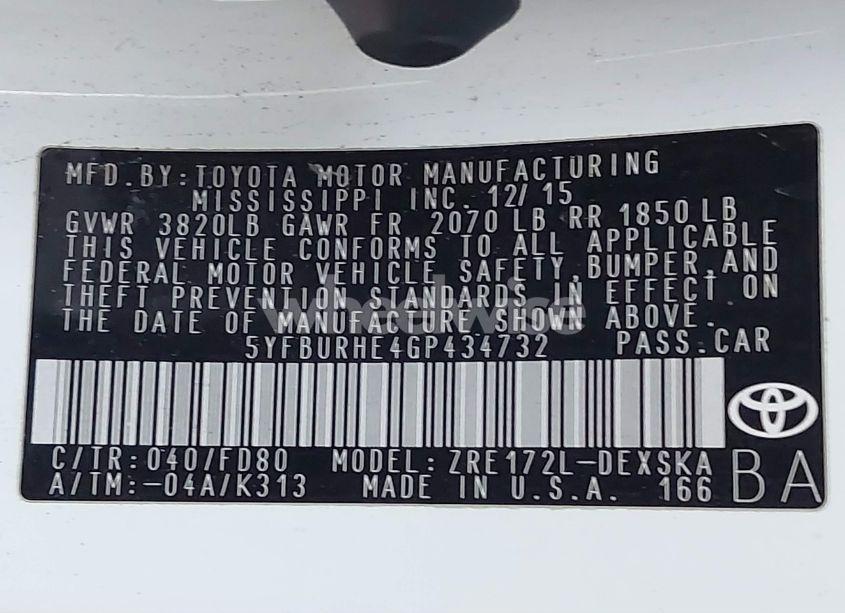 MFD.BY:TOYOTA MOTOR MANUFACTURING
MISSISSIPPI INC. 12/15
GVWR 3820LB GAWR FR 2070 LB RR 1850 LB
THIS VEHICLE CONFORMS TO ALL APPLICABLE
FEDERAL MOTOR VEHICLE SAFETY,BUMPER,AND
THEFT PREVENTION STANDARDS IN EFFECT ON
THE DATE OF MANUFACTURE SHOWN ABOVE.
wheelwise
5YFBURHE4GP434732 PASS.CAR
C/TR: 040/FD80 MODEL: ZRE172L-DEXSKA
A/TM:-04A/K313 MADE IN U.S.A. 166 BA